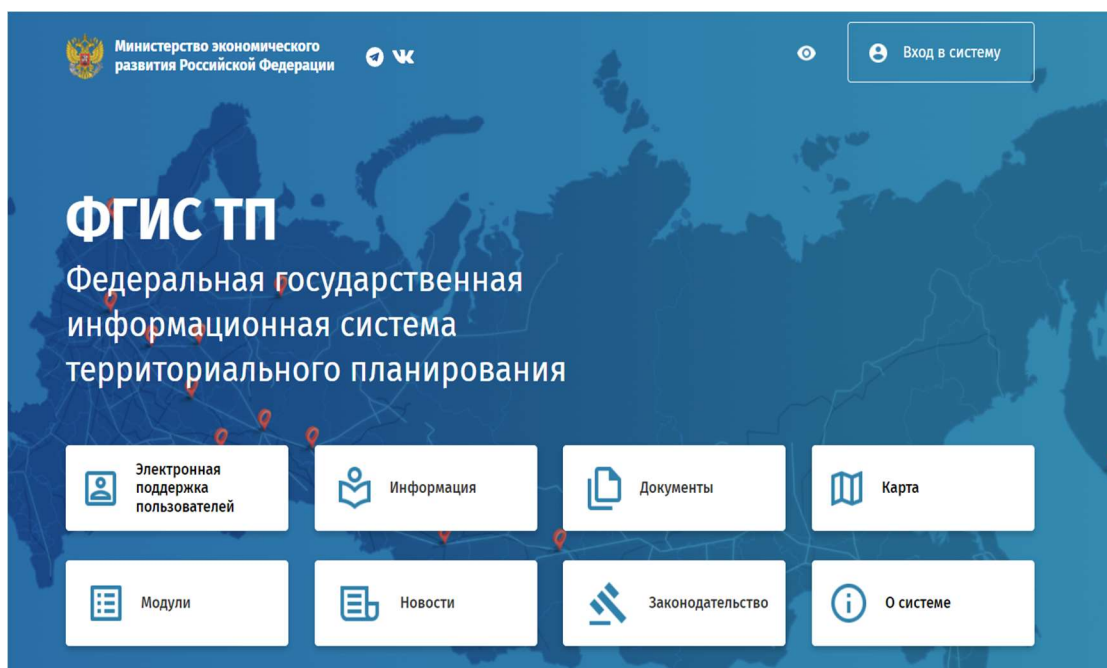 Министерство экономического
развития Российской Федерации
Вход в систему
ФГИС ТП
Федеральная государственная
информационная система
территориального планирования
Электронная
поддержка
пользователей
Информация
Документы
Карта
Модули
Новости
Законодательство
О системе